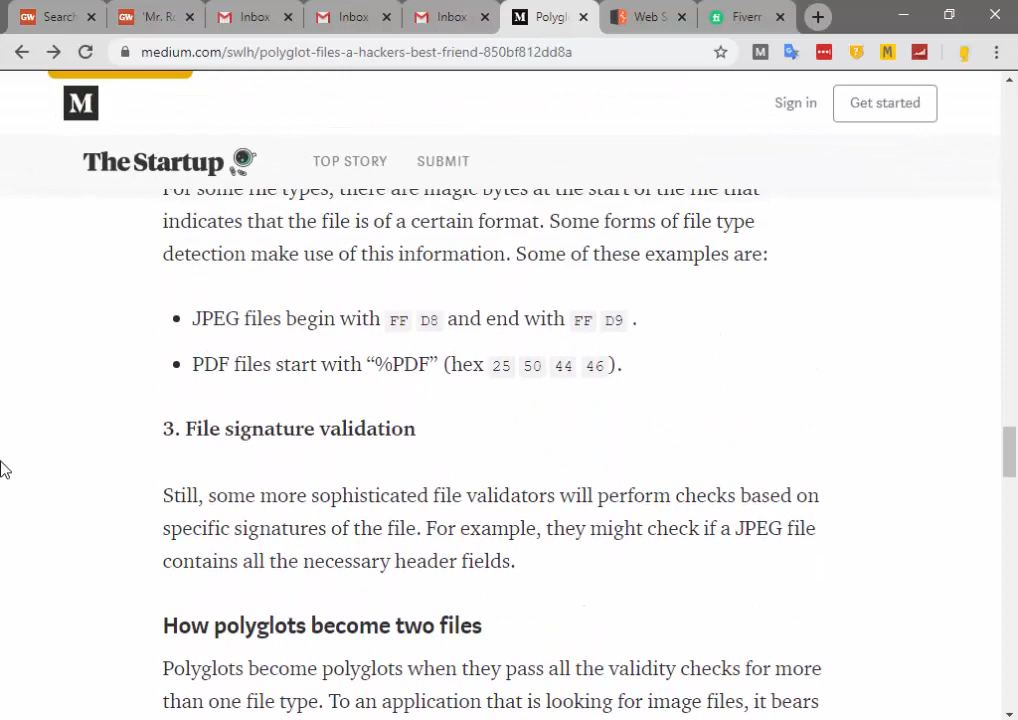 GW Search
GW 'Mr. Ro
Inbox
Inbox
Inbox
M Polygl
Web S
fi Fiverr
medium.com/swlh/polyglot-files-a-hackers-best-friend-850bf812dd8a
M Sign in Get started
The Startup TOP STORY SUBMIT
For some file types, there are magic bytes at the start of the file that
indicates that the file is of a certain format. Some forms of file type
detection make use of this information. Some of these examples are:
• JPEG files begin with FF D8 and end with FF D9 .
• PDF files start with “%PDF” (hex 25 50 44 46 ).
3. File signature validation
Still, some more sophisticated file validators will perform checks based on
specific signatures of the file. For example, they might check if a JPEG file
contains all the necessary header fields.
How polyglots become two files
Polyglots become polyglots when they pass all the validity checks for more
than one file type. To an application that is looking for image files, it bears